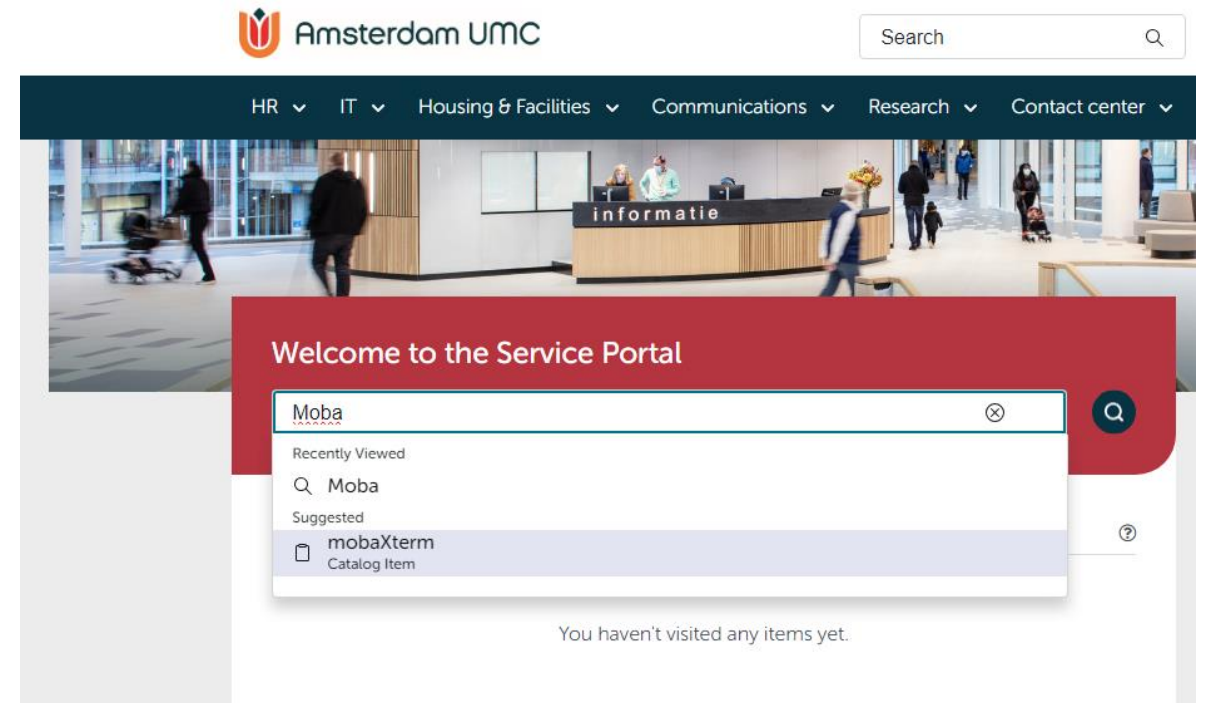 Amsterdam UMC
Search
HR IT Housing & Facilities Communications Research Contact center
informatie
Welcome to the Service Portal
Moba
Recently Viewed
Moba
Suggested
mobaXterm
Catalog Item
You haven't visited any items yet.